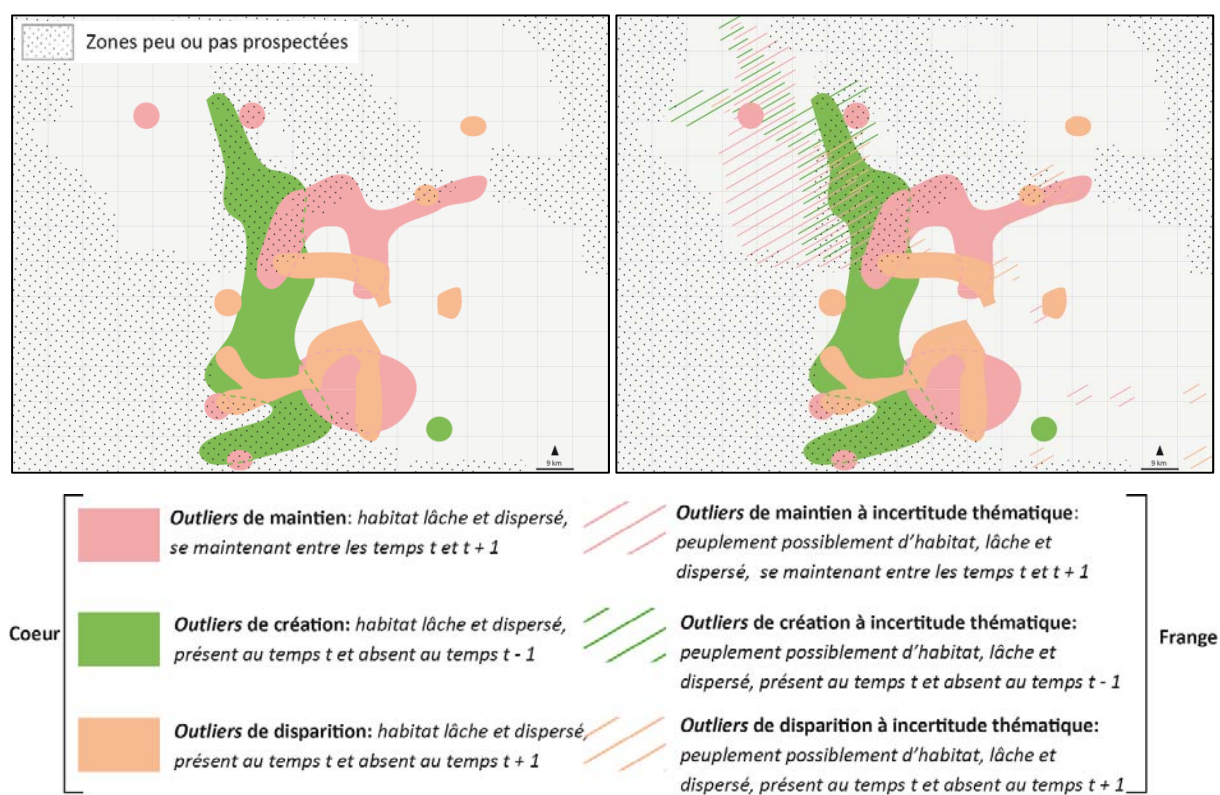 Zones peu ou pas prospectées
9 km
9 km
Coeur
Outliers de maintien: habitat lâche et dispersé,
se maintenant entre les temps t et t + 1
Outliers de création: habitat lâche et dispersé,
présent au temps t et absent au temps t - 1
Outliers de disparition: habitat lâche et dispersé,
présent au temps t et absent au temps t + 1
Outliers de maintien à incertitude thématique:
peuplement possiblement d'habitat, lâche et
dispersé, se maintenant entre les temps t et t + 1
Outliers de création à incertitude thématique:
peuplement possiblement d'habitat, lâche et
dispersé, présent au temps t et absent au temps t - 1
Outliers de disparition à incertitude thématique:
peuplement possiblement d'habitat, lâche et
dispersé, présent au temps t et absent au temps t + 1
Frange